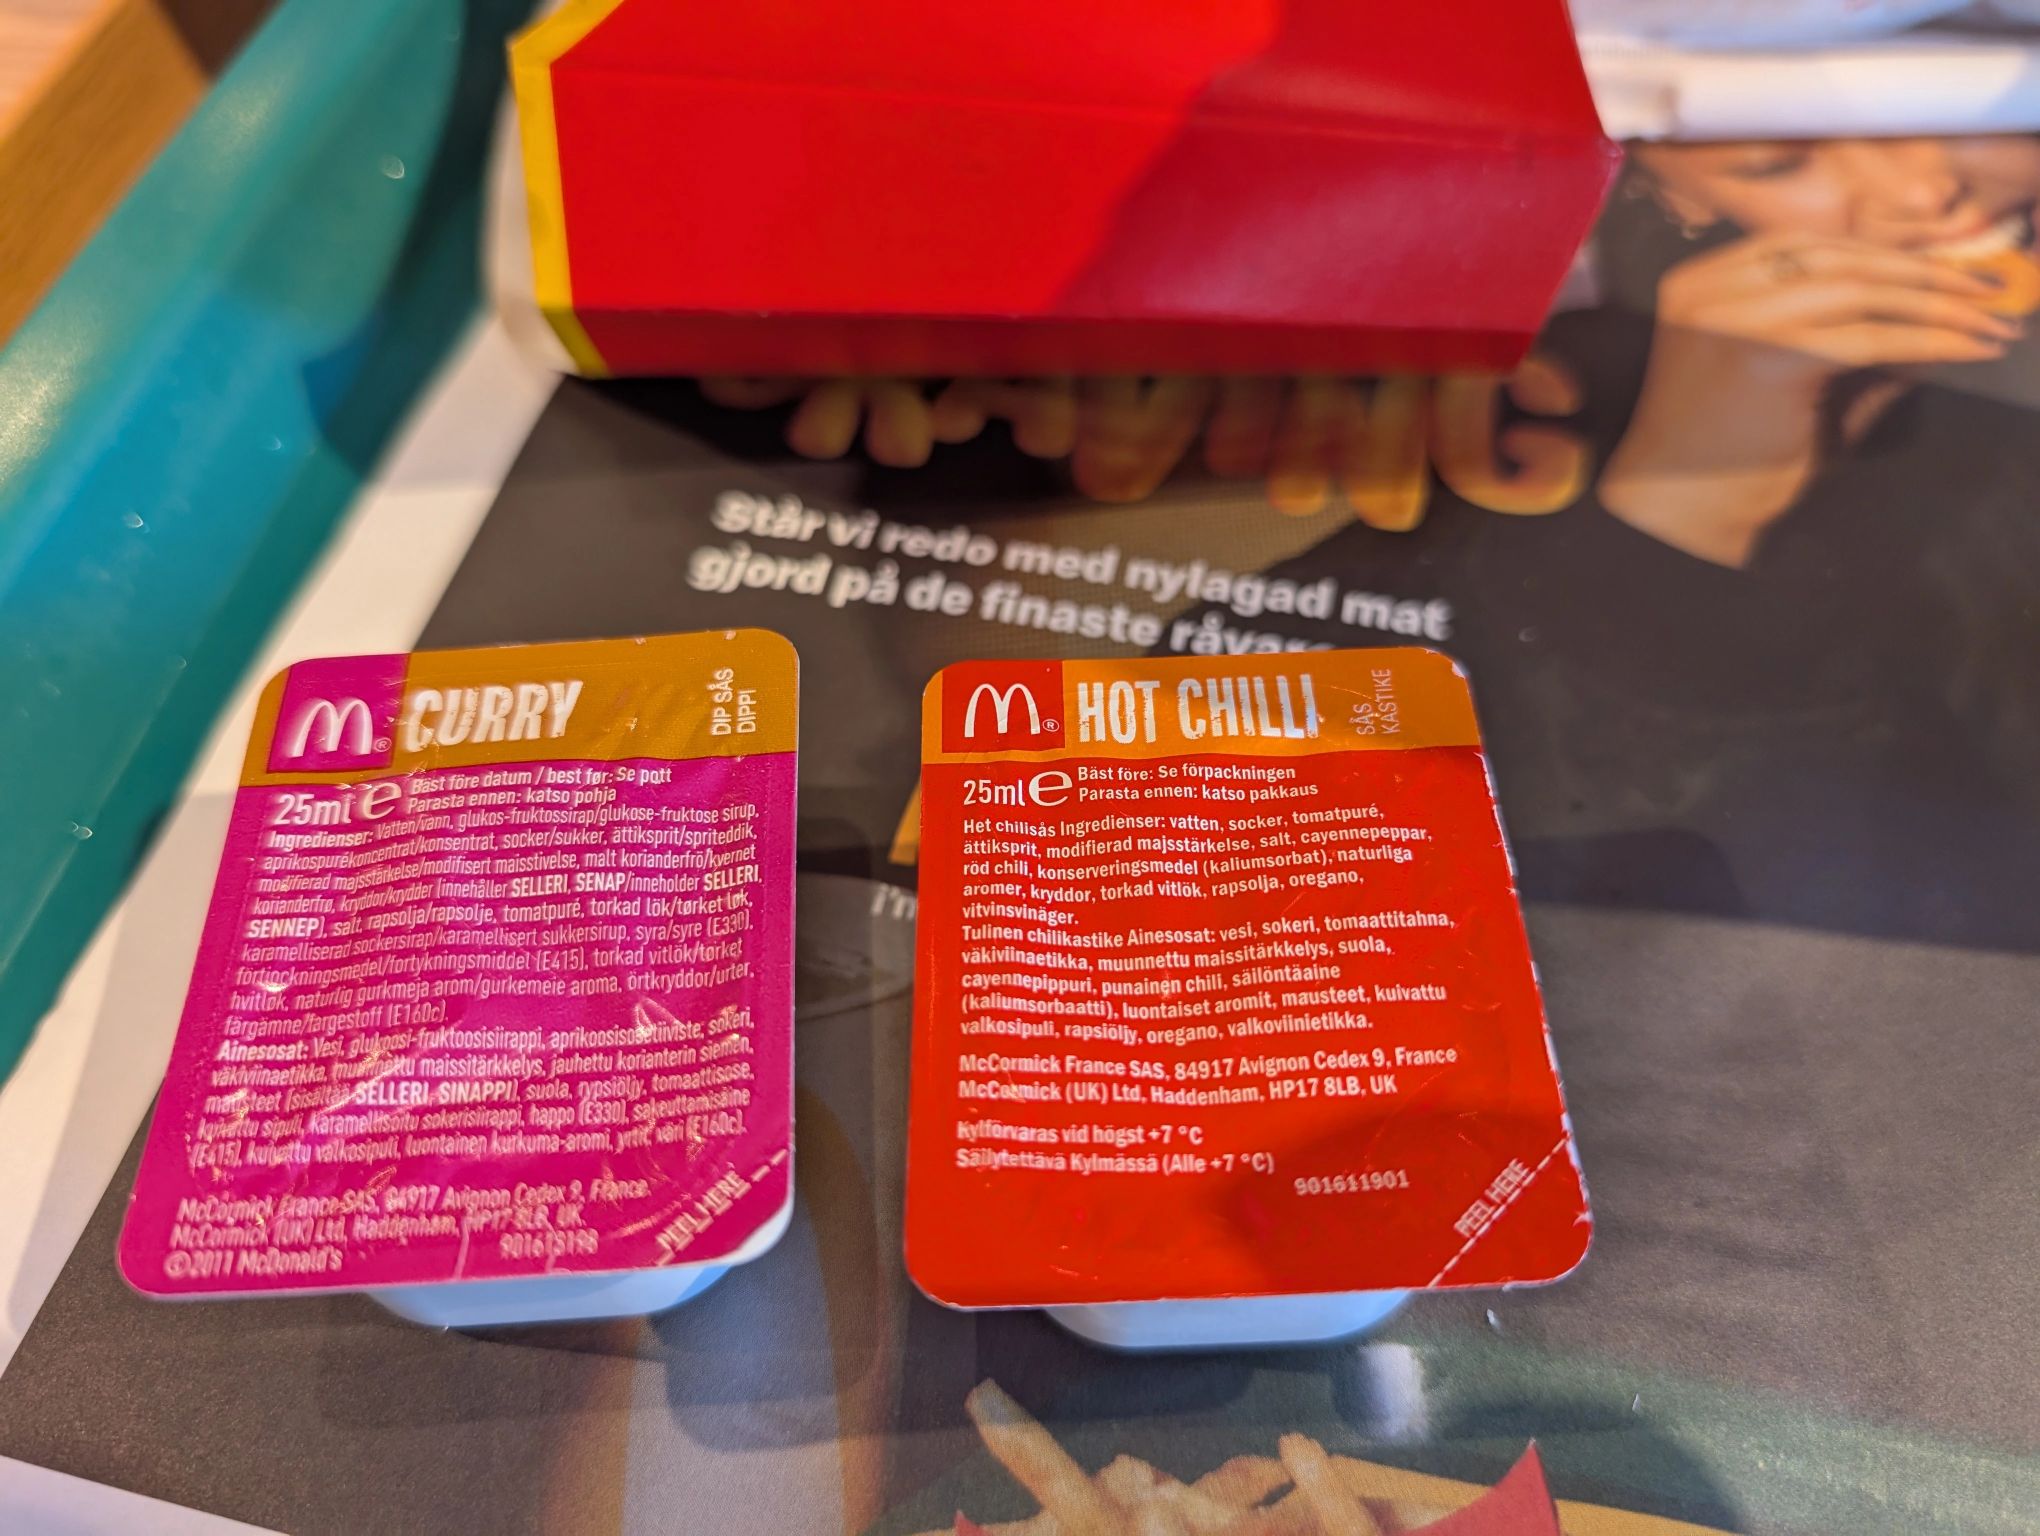 CRAVING
Står vi redo med nylagad mat
gjord på de finaste
i'm
CURRY
DIP SÅS
DIPPI
25ml e
Bäst före datum / best før: Se pott
Parasta ennen: katso pohja
Ingredienser: Vatten/vann, glukos-fruktossirap/glukose-fruktose sirup,
aprikospurékoncentrat/konsentrat, socker/sukker, ättiksprit/spriteddik,
modifierad majsstärkelse/modifisert maisstivelse, malt korianderfrö/kvernet
korianderfrø, kryddor/krydder (innehåller SELLERI, SENAP/inneholder SELLERI,
SENNEP), salt, rapsolja/rapsolje, tomatpuré, torkad lök/tørket løk,
karamelliserad sockersirap/karamellisert sukkersirup, syra/syre (E330),
förtjockningsmedel/fortykningsmiddel (E415), torkad vitlök/tørket
hvitløk, naturlig gurkmeja arom/gurkemeie aroma, örtkryddor/urter,
färgämne/fargestoff (E160c).
Ainesosat: Vesi, glukoosi-fruktoosisiirappi, aprikoosisosetiiviste, sokeri,
väkiviinaetikka, muunnettu maissitärkkelys, jauhettu korianterin siemen,
mausteet (sisältää SELLERI, SINAPPI), suola, rypsiöljy, tomaattisose,
kuivattu sipuli, karamellisoitu sokerisiirappi, happo (E330), sakeuttamisaine
(E415), kuivattu valkosipuli, luontainen kurkuma-aromi, yrtit, väri (E160c).
McCormick France SAS, 84917 Avignon Cedex 9, France
McCormick (UK) Ltd, Haddenham, HP17 8LB, UK
©2011 McDonald's
PEEL HERE
HOT CHILLI
SÅS
KASTIKE
25ml e
Bäst före: Se förpackningen
Parasta ennen: katso pakkaus
Het chilisås Ingredienser: vatten, socker, tomatpuré,
ättiksprit, modifierad majsstärkelse, salt, cayennepeppar,
röd chili, konserveringsmedel (kaliumsorbat), naturliga
aromer, kryddor, torkad vitlök, rapsolja, oregano,
vitvinsvinäger.
Tulinen chilikastike Ainesosat: vesi, sokeri, tomaattitahna,
väkiviinaetikka, muunnettu maissitärkkelys, suola,
cayennepippuri, punainen chili, säilöntäaine
(kaliumsorbaatti), luontaiset aromit, mausteet, kuivattu
valkosipuli, rapsiöljy, oregano, valkoviinietikka.
McCormick France SAS, 84917 Avignon Cedex 9, France
McCormick (UK) Ltd, Haddenham, HP17 8LB, UK
Kylförvaras vid högst +7 °C
Säilytettävä Kylmässä (Alle +7 °C)
901611901
PEEL HERE